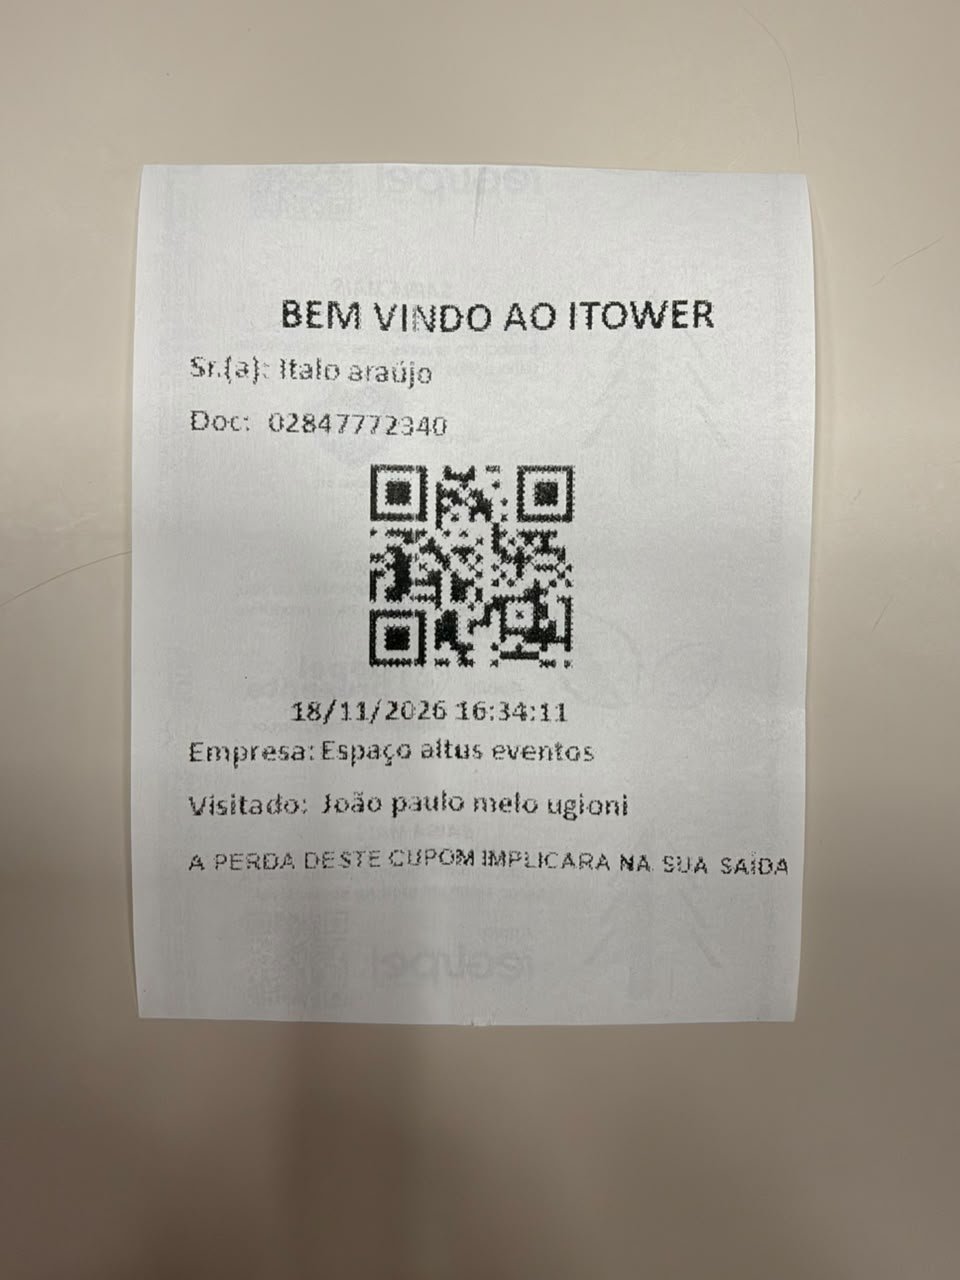 BEM VINDO AO ITOWER
Sr.(a): Italo araújo
Doc: 02847772340
18/11/2026 16:34:11
Empresa: Espaço altus eventos
Visitado: João paulo melo ugioni
A PERDA DESTE CUPOM IMPLICARA NA SUA SAÍDA